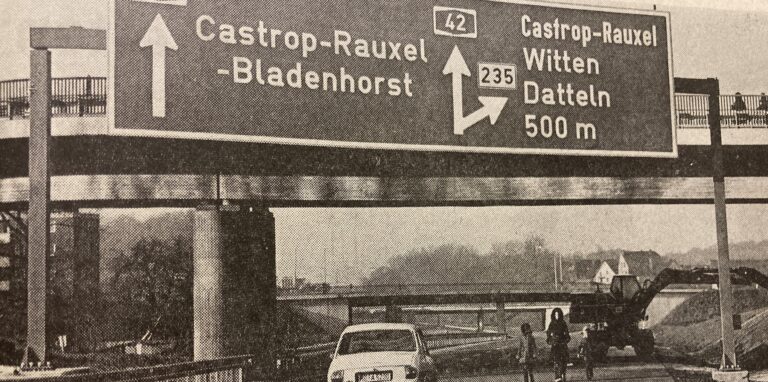 Castrop-Rauxel
-Bladenhorst
42
235
Castrop-Rauxel
Witten
Datteln
500 m